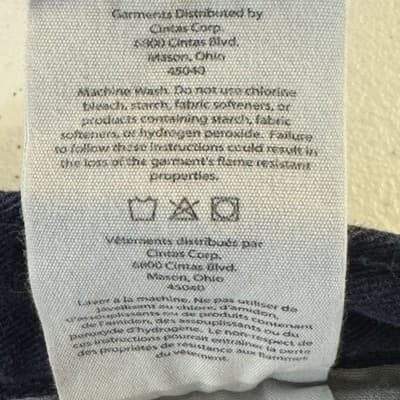 Garments Distributed by
Cintas Corp.
6800 Cintas Blvd.
Mason, Ohio
45040
Machine Wash. Do not use chlorine
bleach, starch, fabric softeners, or
products containing starch, fabric
softeners, or hydrogen peroxide. Failure
to follow these instructions could result in
the loss of the garment's flame resistant
properties.
Vêtements distribués par
Cintas Corp.
6800 Cintas Blvd.
Mason, Ohio
45040
Laver à la machine. Ne pas utiliser de
javellisant au chlore, d'amidon,
d'assouplissants ou de produits contenant
de l'amidon, des assouplissants ou du
peroxyde d'hydrogène. Le non-respect de
ces instructions pourrait entraîner la perte
des propriétés de résistance aux flammes
du vêtement.